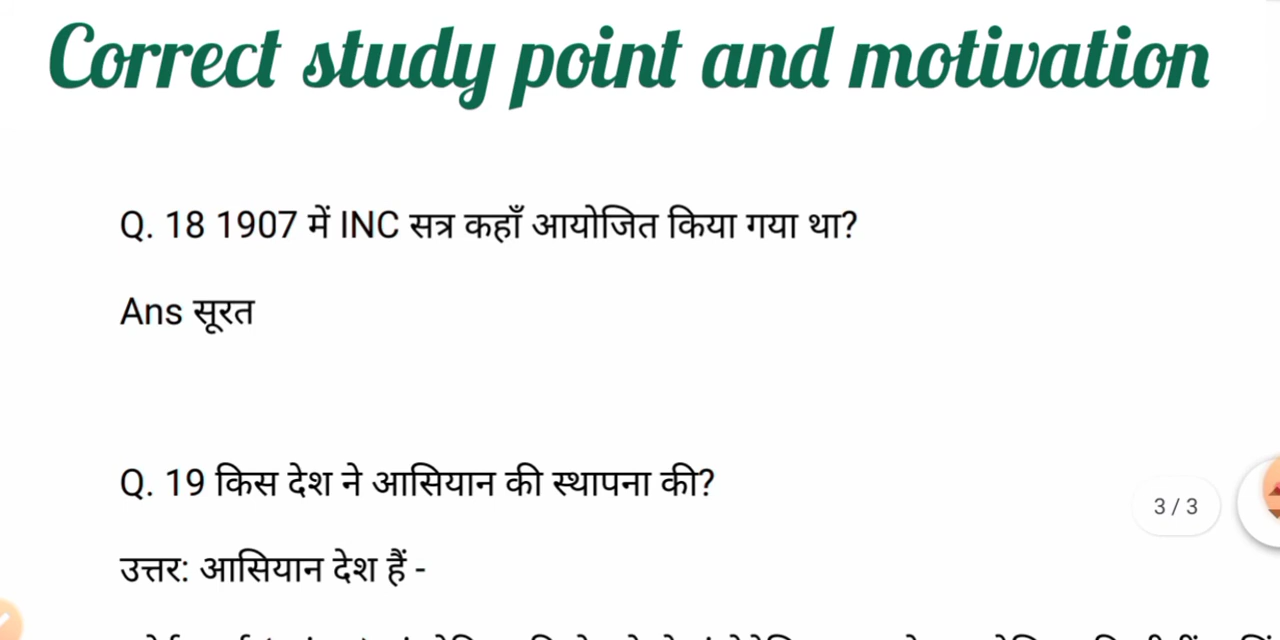 Correct study point and motivation
Q. 18 1907 में INC सत्र कहाँ आयोजित किया गया था?
Ans सूरत
Q. 19 किस देश ने आसियान की स्थापना की?
3 / 3
उत्तर: आसियान देश हैं -